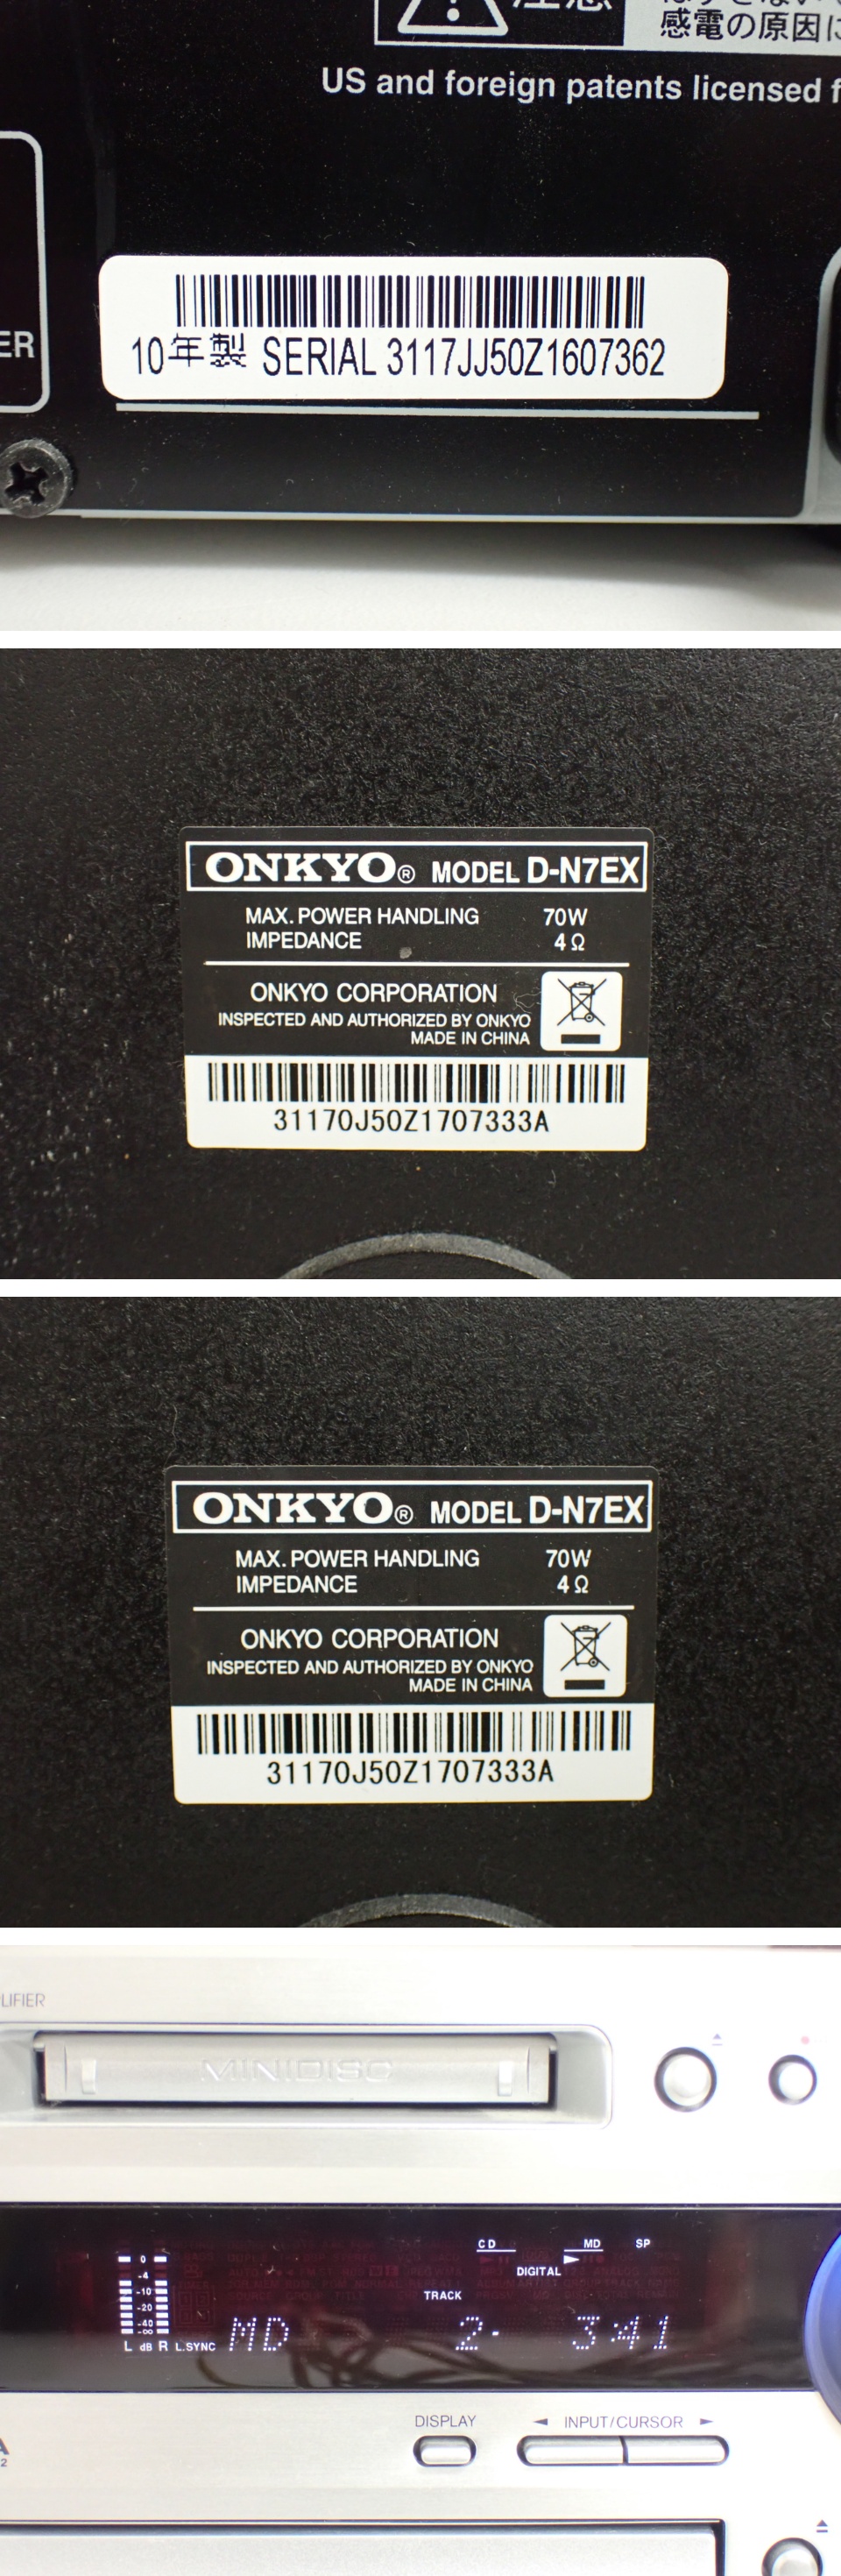 注意
感電の原因に
US and foreign patents licensed f
ER
10年製 SERIAL 3117JJ50Z1607362
ONKYO® MODEL D-N7EX
MAX. POWER HANDLING 70W
IMPEDANCE 4Ω
ONKYO CORPORATION
INSPECTED AND AUTHORIZED BY ONKYO
MADE IN CHINA
31170J50Z1707333A
ONKYO® MODEL D-N7EX
MAX. POWER HANDLING 70W
IMPEDANCE 4Ω
ONKYO CORPORATION
INSPECTED AND AUTHORIZED BY ONKYO
MADE IN CHINA
31170J50Z1707333A
LIFIER
MINIDISC
CD MD SP
0
-4
DIGITAL
-10
TRACK
-20
-40
-∞
L dB R L.SYNC MD 2· 3:41
DISPLAY ◄ INPUT/CURSOR ►
A
2